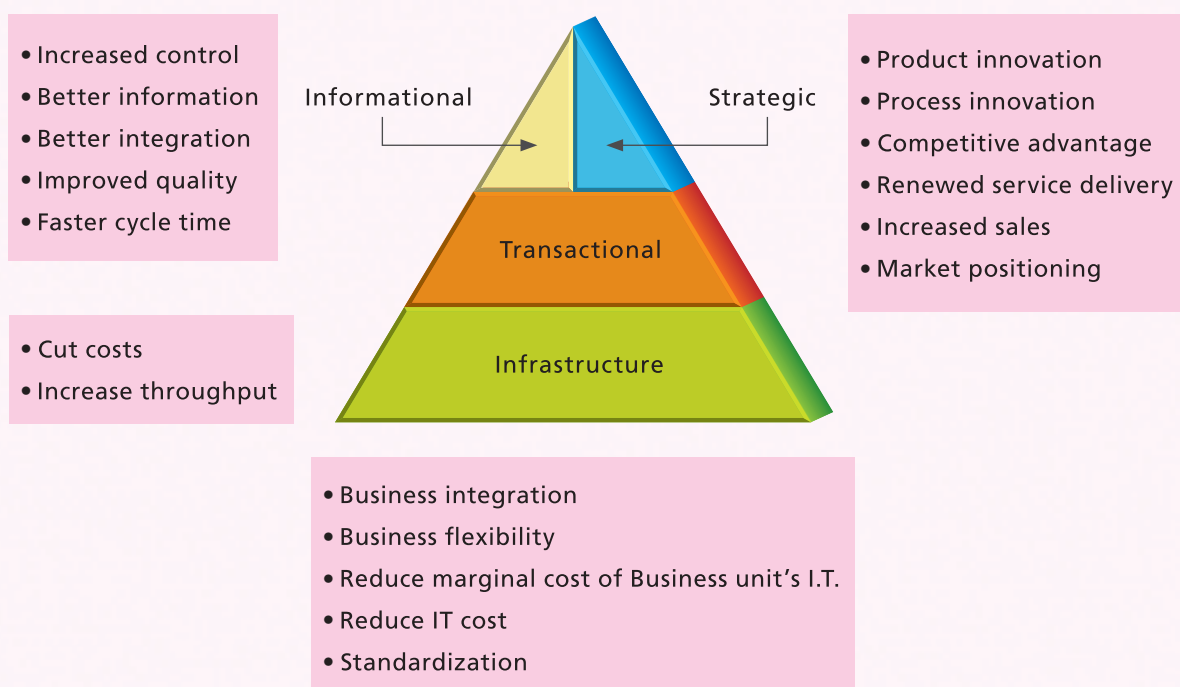 • Increased control
• Better information
• Better integration
• Improved quality
• Faster cycle time
Informational
Strategic
• Product innovation
• Process innovation
• Competitive advantage
• Renewed service delivery
• Increased sales
• Market positioning
Transactional
• Cut costs
• Increase throughput
Infrastructure
• Business integration
• Business flexibility
• Reduce marginal cost of Business unit's I.T.
• Reduce IT cost
• Standardization